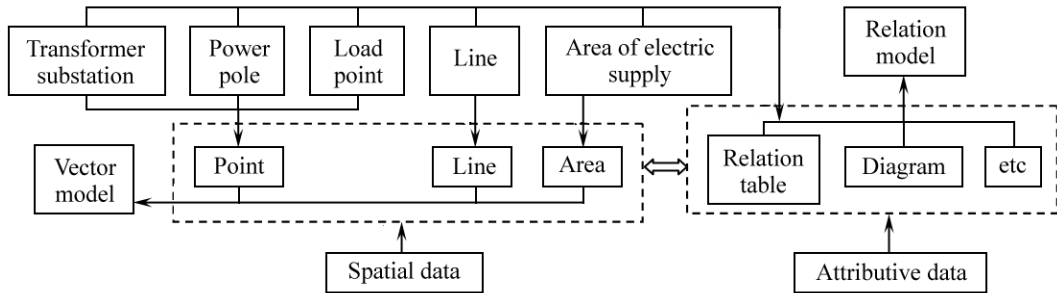 Transformer
substation
Power
pole
Load
point
Line
Area of electric
supply
Relation
model
Vector
model
Point
Line
Area
Relation
table
Diagram
etc
Spatial data
Attributive data